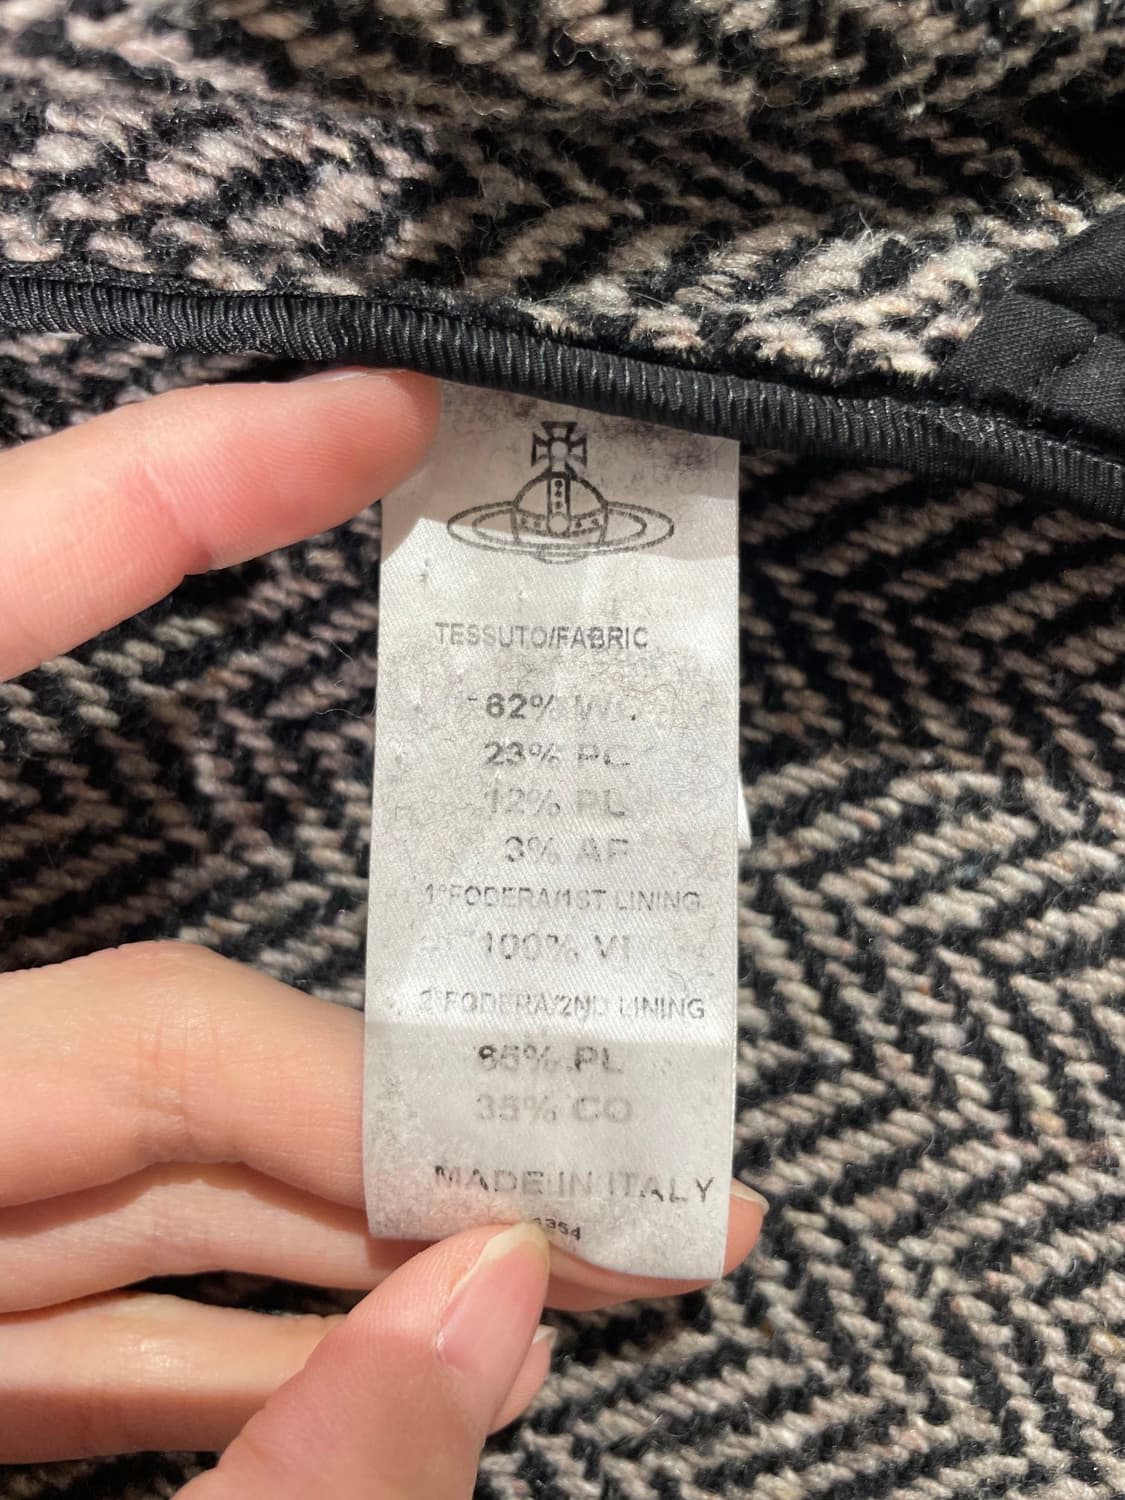 TESSUTO/FABRIC
62% WO
23% PC
12% PL
3% AF
1°FODERA/1ST LINING
100% VI
2°FODERA/2ND LINING
65% PL
35% CO
MADE IN ITALY
1354